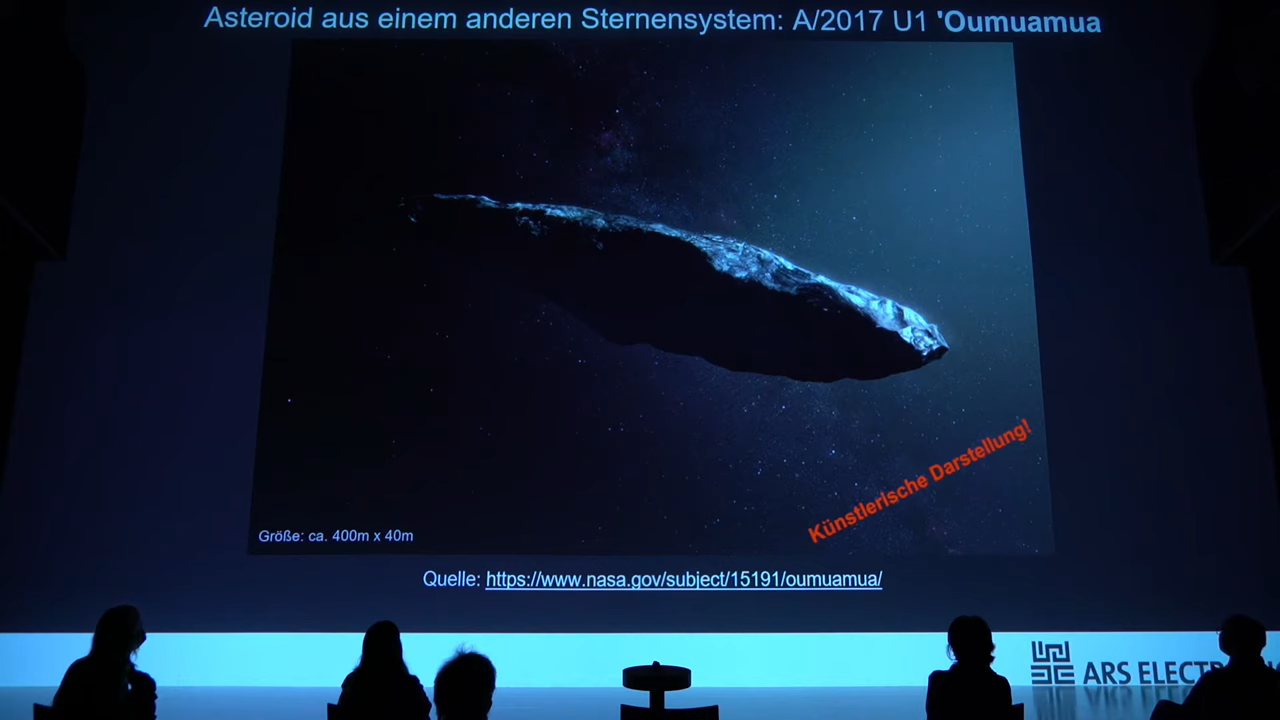 Asteroid aus einem anderen Sternensystem: A/2017 U1 'Oumuamua
Künstlerische Darstellung!
Größe: ca. 400m x 40m
Quelle: https://www.nasa.gov/subject/15191/oumuamua/
ARS